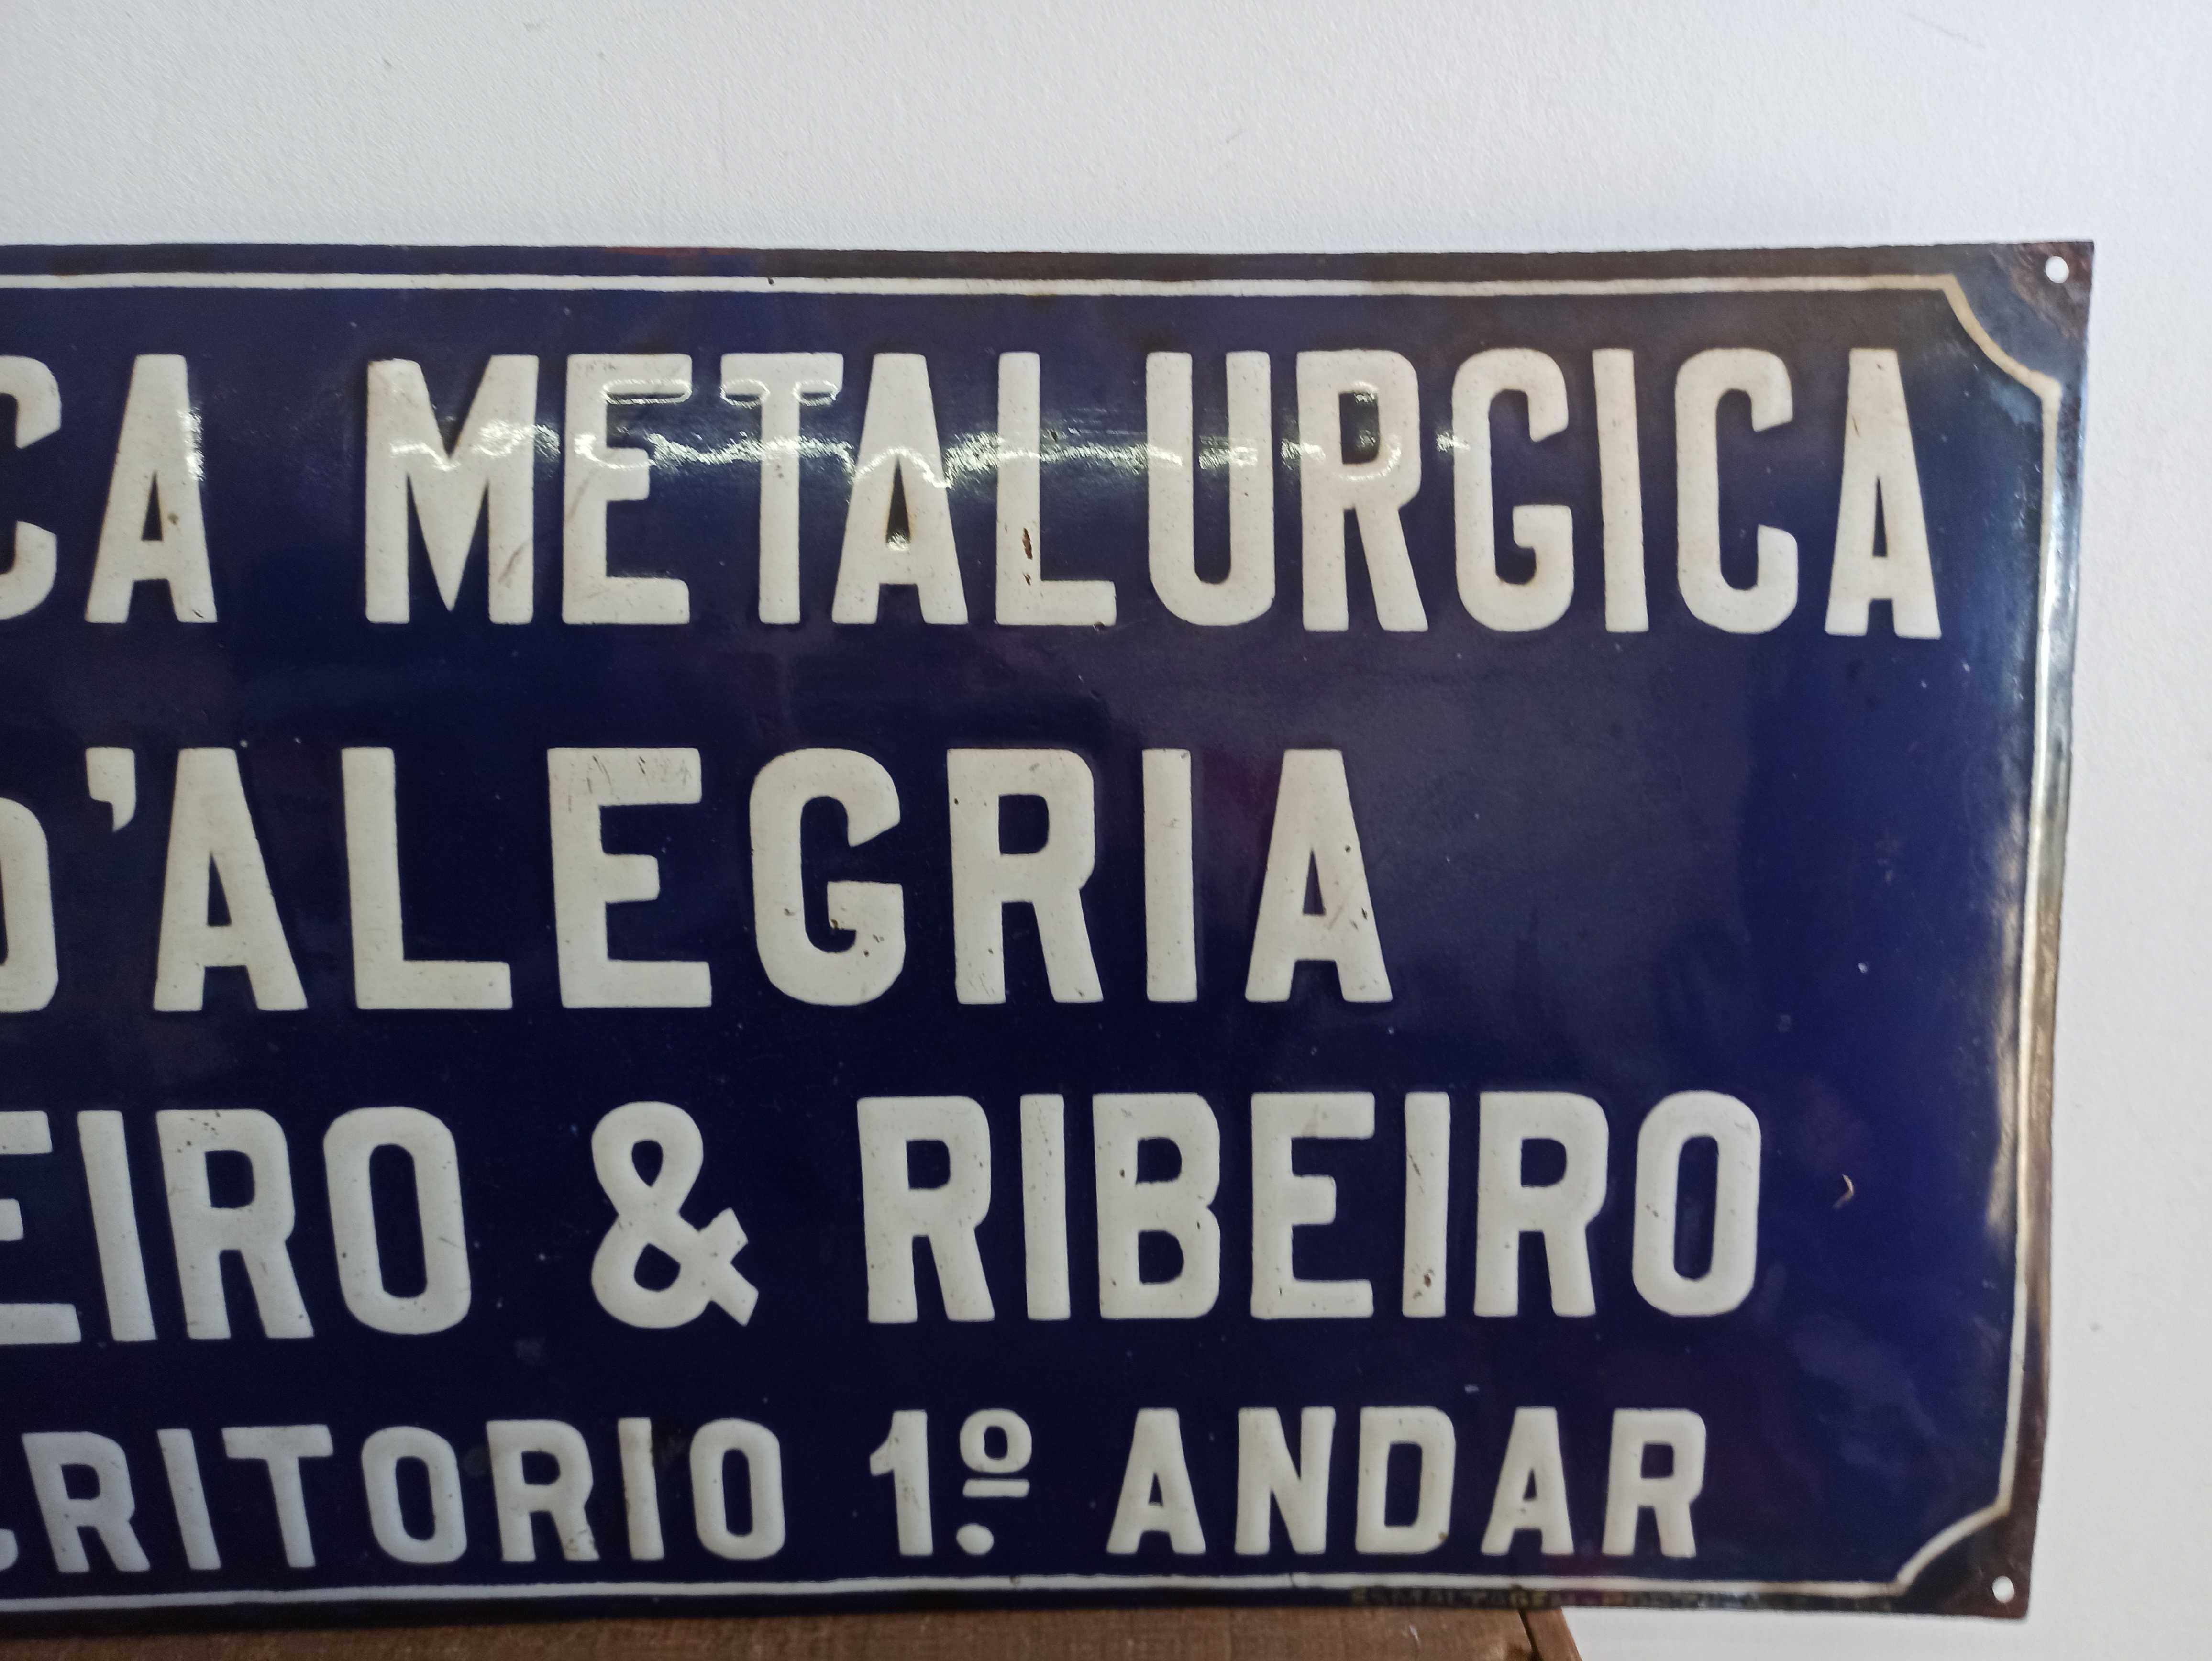 CA METALURGICA
D'ALEGRIA
EIRO & RIBEIRO
CRITORIO 1º. ANDAR